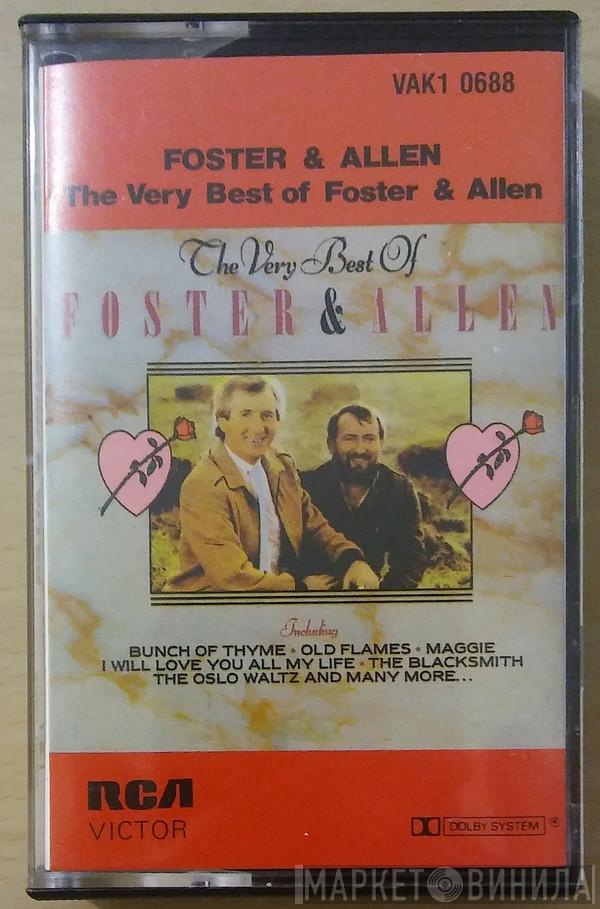 VAK1 0688
FOSTER & ALLEN
The Very Best of Foster & Allen
The Very Best Of
FOSTER & ALLEN
Including
BUNCH OF THYME • OLD FLAMES • MAGGIE
I WILL LOVE YOU ALL MY LIFE • THE BLACKSMITH
THE OSLO WALTZ AND MANY MORE...
RCA
VICTOR
DOLBY SYSTEM ®
МАРКЕТ ВИНИЛА